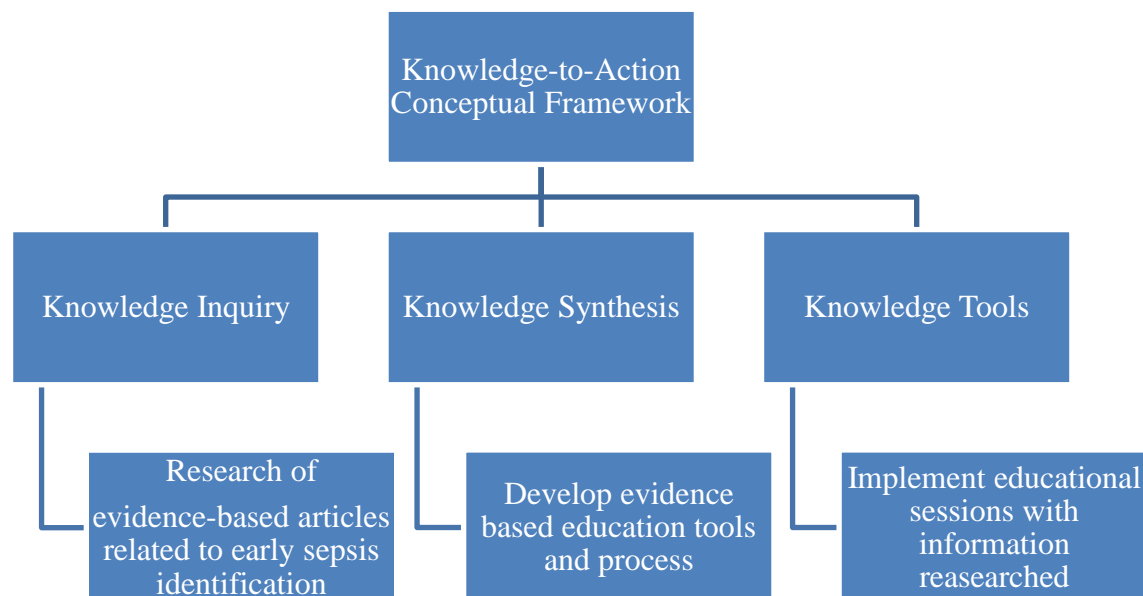 Knowledge-to-Action
Conceptual Framework
Knowledge Inquiry
Knowledge Synthesis
Knowledge Tools
Research of
evidence-based articles
related to early sepsis
identification
Develop evidence
based education tools
and process
Implement educational
sessions with
information
reasearched